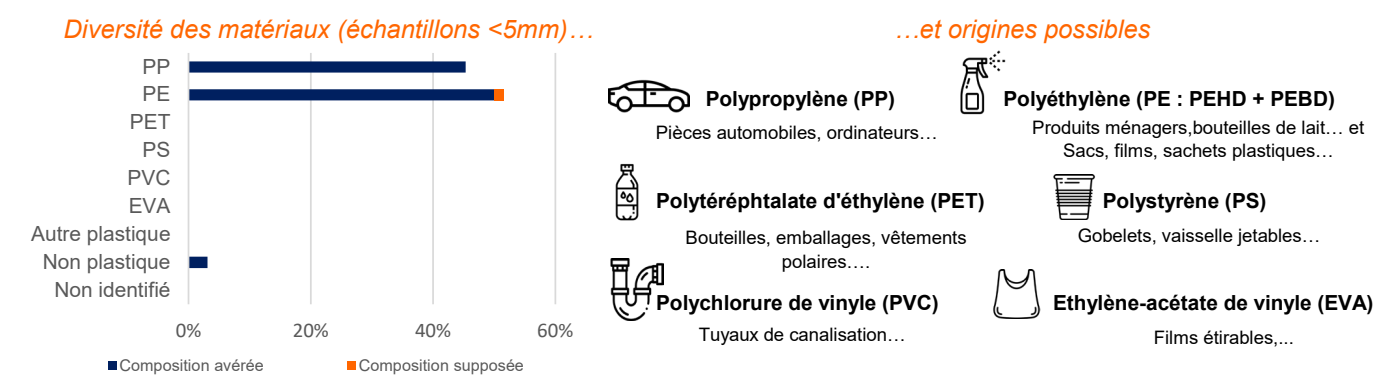 Diversité des matériaux (échantillons <5mm)…
PP
PE
PET
PS
PVC
EVA
Autre plastique
Non plastique
Non identifié
0%
20%
40%
60%
Composition avérée
Composition supposée
…et origines possibles
Polypropylène (PP)
Pièces automobiles, ordinateurs…
Polyéthylène (PE : PEHD + PEBD)
Produits ménagers,bouteilles de lait… et
Sacs, films, sachets plastiques…
Polytéréphtalate d'éthylène (PET)
Bouteilles, emballages, vêtements
polaires….
Polystyrène (PS)
Gobelets, vaisselle jetables…
Polychlorure de vinyle (PVC)
Tuyaux de canalisation…
Ethylène-acétate de vinyle (EVA)
Films étirables,...